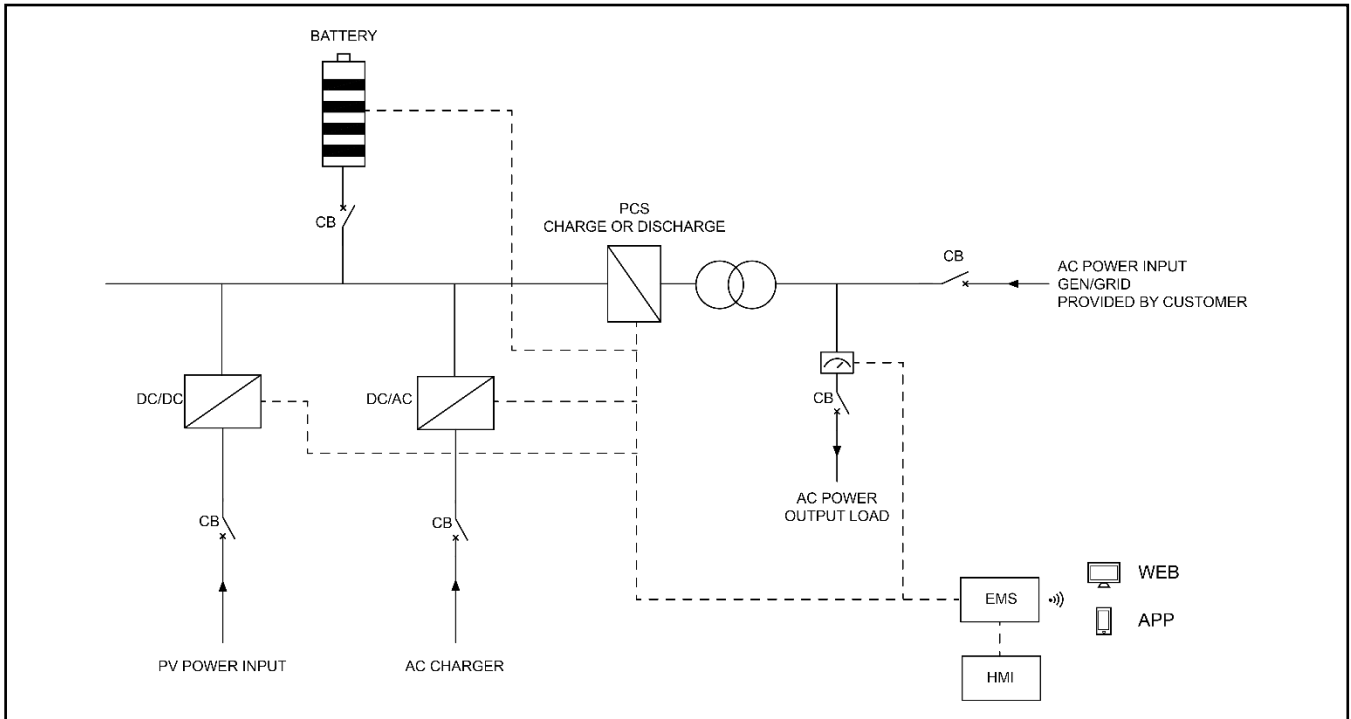 BATTERY
CB
PCS
CHARGE OR DISCHARGE
CB
AC POWER INPUT
GEN/GRID
PROVIDED BY CUSTOMER
DC/DC
DC/AC
CB
AC POWER
OUTPUT LOAD
CB
CB
PV POWER INPUT
AC CHARGER
EMS
WEB
APP
HMI